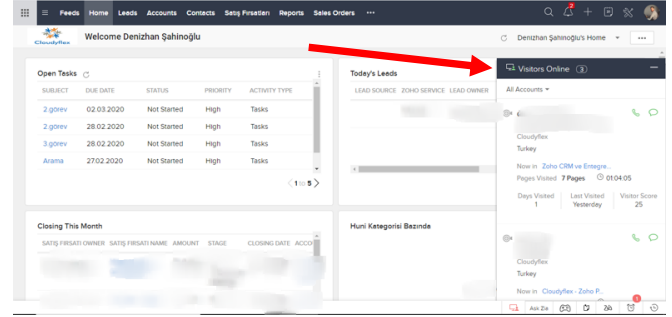 Feeds Home Leads Accounts Contacts Satış Fırsatları Reports Sales Orders ••• 2
Cloudyflex
Welcome Denizhan Şahinoğlu
Denizhan Şahinoğlu's Home
Open Tasks
SUBJECT DUE DATE STATUS PRIORITY ACTIVITY TYPE
2.görev 02.03.2020 Not Started High Tasks
2.görev 28.02.2020 Not Started High Tasks
3.görev 28.02.2020 Not Started High Tasks
Arama 27.02.2020 Not Started High Tasks
1 to 5
Today's Leads
LEAD SOURCE ZOHO SERVICE LEAD OWNER
Closing This Month
SATIŞ FIRSATI OWNER SATIŞ FIRSATI NAME AMOUNT STAGE CLOSING DATE ACCO
Huni Kategorisi Bazında
Visitors Online 3
All Accounts
Cloudyflex
Turkey
Now in Zoho CRM ve Entegre...
Pages Visited 7 Pages 01:04:05
Days Visited Last Visited Visitor Score
1 Yesterday 25
Cloudyflex
Turkey
Now in Cloudyflex - Zoho P...
Ask Zia 1